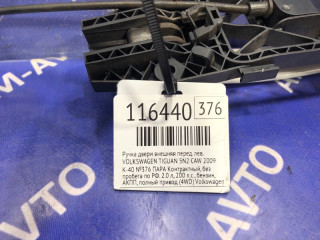 116440 376
Ручка двери внешняя перед. лев.
VOLKSWAGEN TIGUAN 5N2 CAW 2009
К-40 №376 ПАРА Контрактный, без
пробега по РФ. 2.0 л, 200 л.с., бензин,
АКПП, полный привод (4WD) Volkswagen